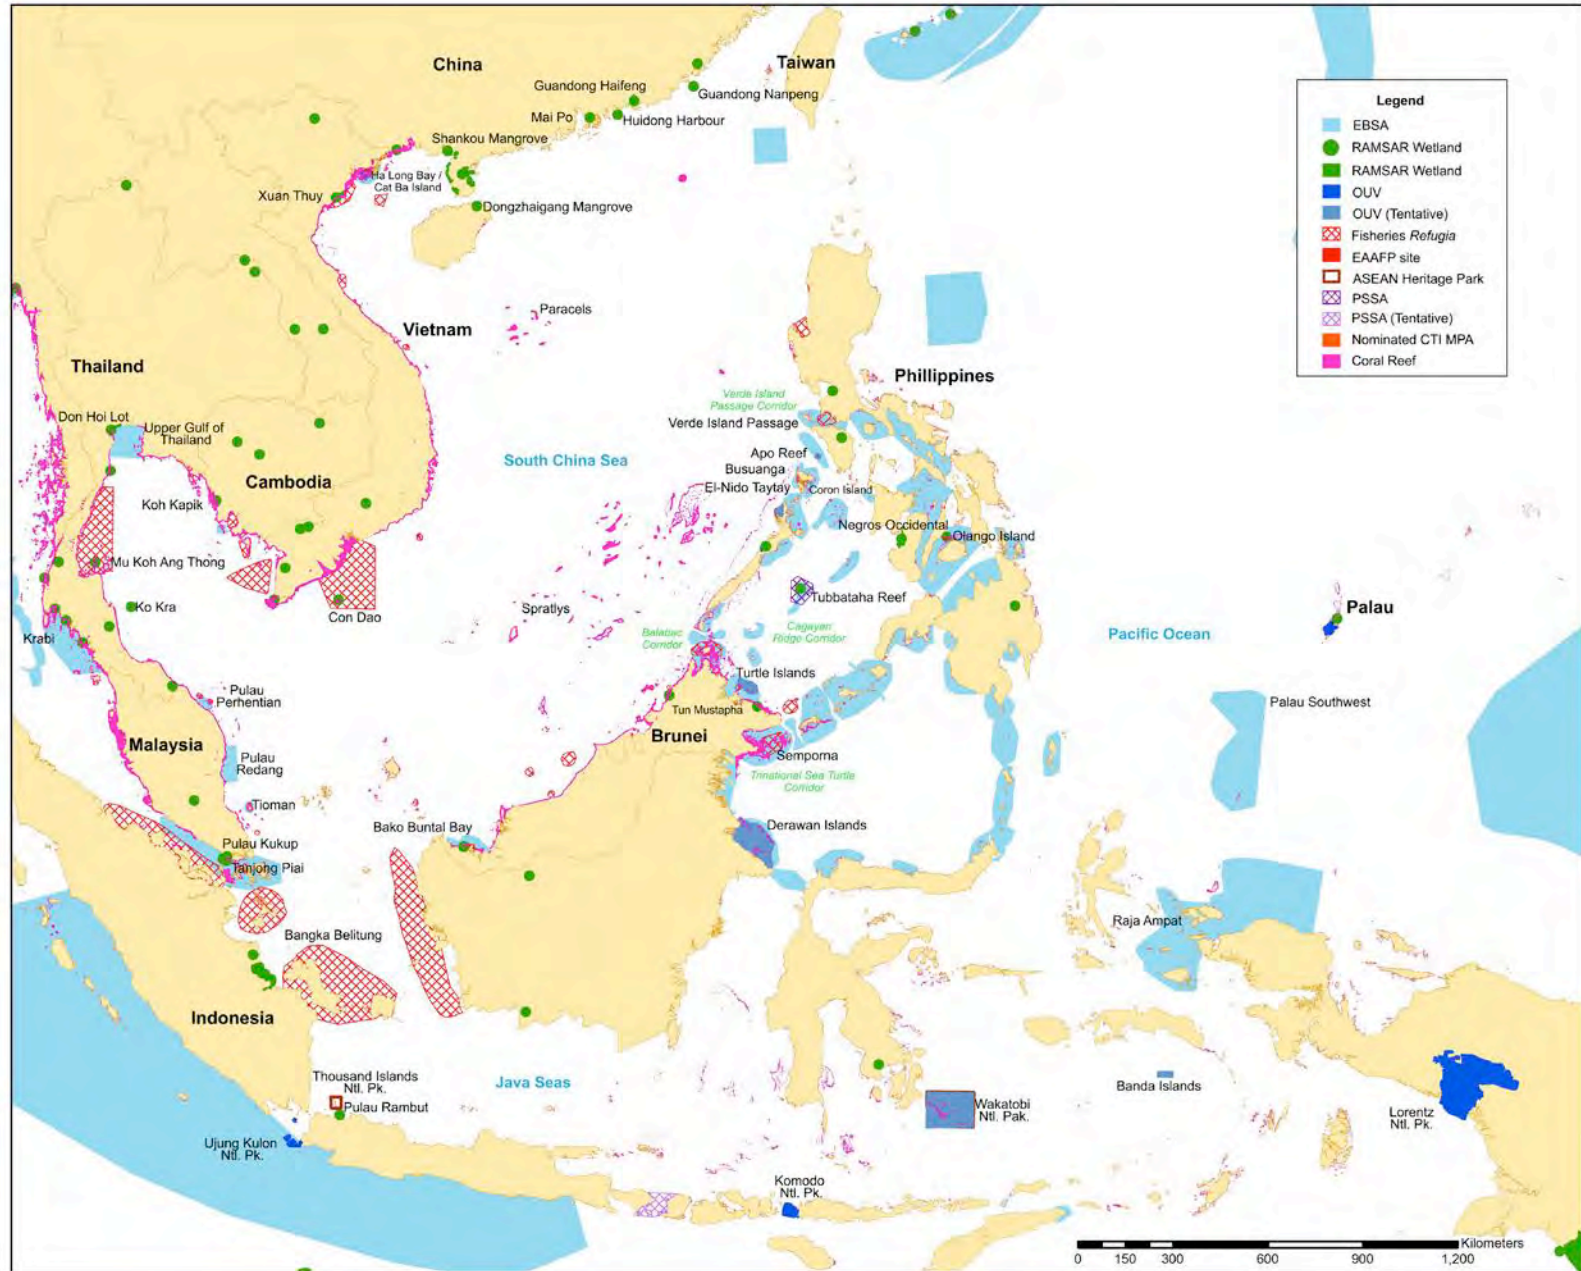 China
Taiwan
Guandong Haifeng
Guandong Nanpeng
Mai Po
Huidong Harbour
Shankou Mangrove
Ha Long Bay /
Cat Ba Island
Xuan Thuy
Dongzhaigang Mangrove
Legend
EBSA
RAMSAR Wetland
RAMSAR Wetland
OUV
OUV (Tentative)
Fisheries Refugia
EAAFP site
ASEAN Heritage Park
PSSA
PSSA (Tentative)
Nominated CTI MPA
Coral Reef
Paracels
Vietnam
Thailand
Phillippines
Don Hoi Lot
Upper Gulf of
Thailand
Verde Island
Passage Corridor
Verde Island Passage
South China Sea
Apo Reef
Busuanga
El-Nido Taytay
Coron Island
Cambodia
Koh Kapik
Negros Occidental
Olango Island
Mu Koh Ang Thong
Ko Kra
Con Dao
Spratlys
Tubbataha Reef
Palau
Krabi
Balabac
Corridor
Cagayan
Ridge Corridor
Pacific Ocean
Turtle Islands
Pulau
Perhentian
Tun Mustapha
Palau Southwest
Malaysia
Brunei
Pulau
Redang
Semporna
Trinational Sea Turtle
Corridor
Tioman
Bako Buntal Bay
Derawan Islands
Pulau Kukup
Tanjong Piai
Raja Ampat
Bangka Belitung
Indonesia
Thousand Islands
Ntl. Pk.
Pulau Rambut
Java Seas
Banda Islands
Wakatobi
Ntl. Pak.
Lorentz
Ntl. Pk.
Ujung Kulon
Ntl. Pk.
Komodo
Ntl. Pk.
Kilometers
0 150 300 600 900 1,200